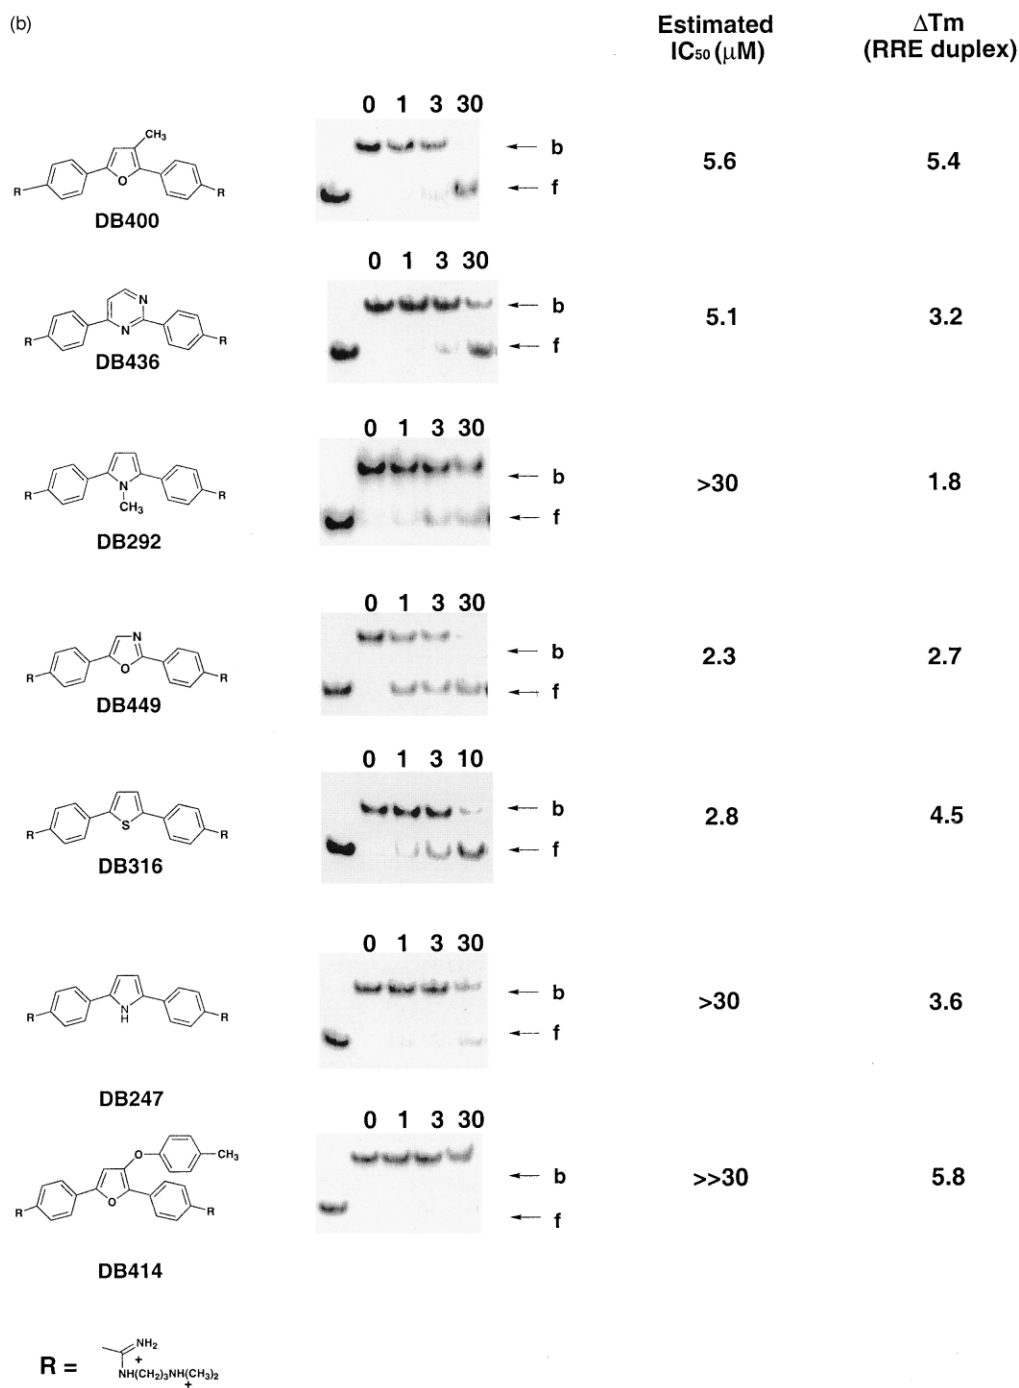 (b)
Estimated IC50 (μM)
ΔTm (RRE duplex)
0 1 3 30
CH3
R O R
b
f
5.6
5.4
DB400
0 1 3 30
N
R N R
b
f
5.1
3.2
DB436
0 1 3 30
R N R
CH3
b
f
>30
1.8
DB292
0 1 3 30
N
R O R
b
f
2.3
2.7
DB449
0 1 3 10
R S R
b
f
2.8
4.5
DB316
0 1 3 30
R N R
H
b
f
>30
3.6
DB247
0 1 3 30
O CH3
R O R
b
f
>>30
5.8
DB414
R =
NH2
+
NH(CH2)3NH(CH3)2
+